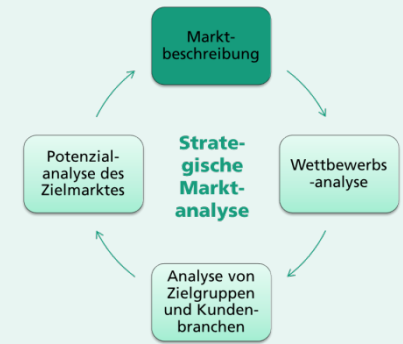 Markt-
beschreibung
Strate-
gische
Markt-
analyse
Wettbewerbs
-analyse
Analyse von
Zielgruppen
und Kunden-
branchen
Potenzial-
analyse des
Zielmarktes